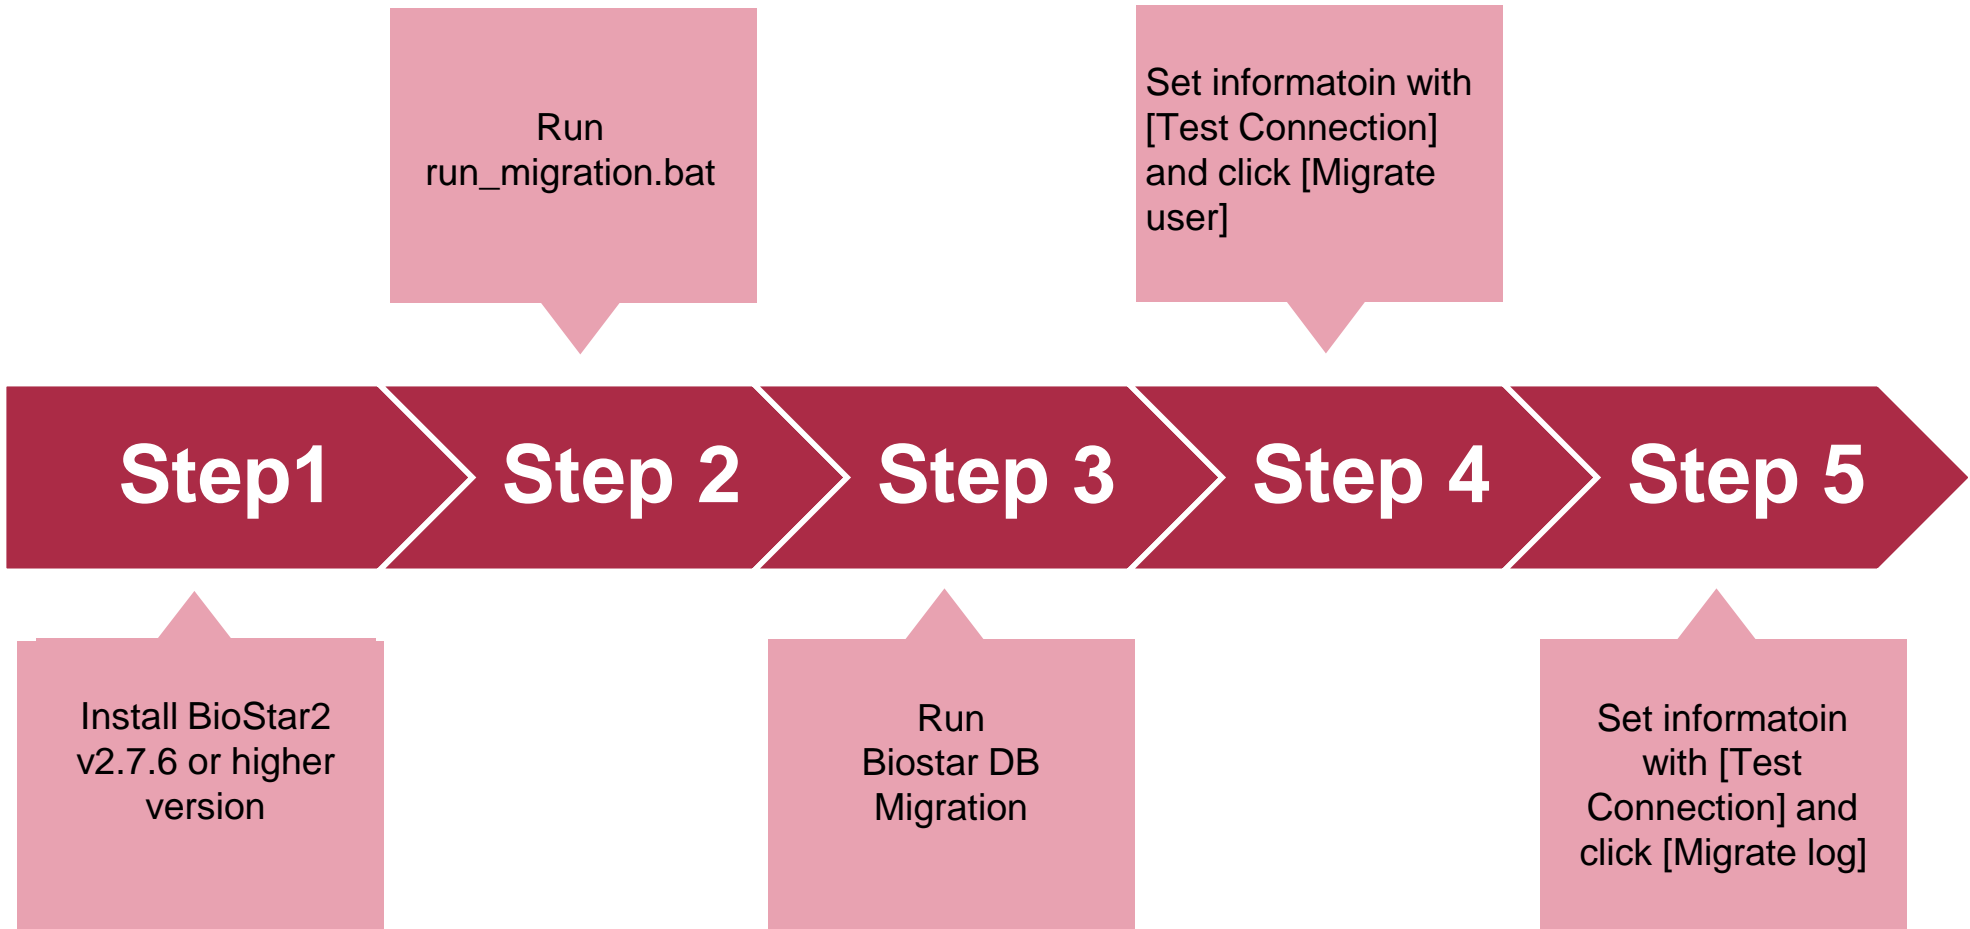 Run
run_migration.bat
Set informatoin with
[Test Connection]
and click [Migrate
user]
Step1
Step 2
Step 3
Step 4
Step 5
Install BioStar2
v2.7.6 or higher
version
Run
Biostar DB
Migration
Set informatoin
with [Test
Connection] and
click [Migrate log]